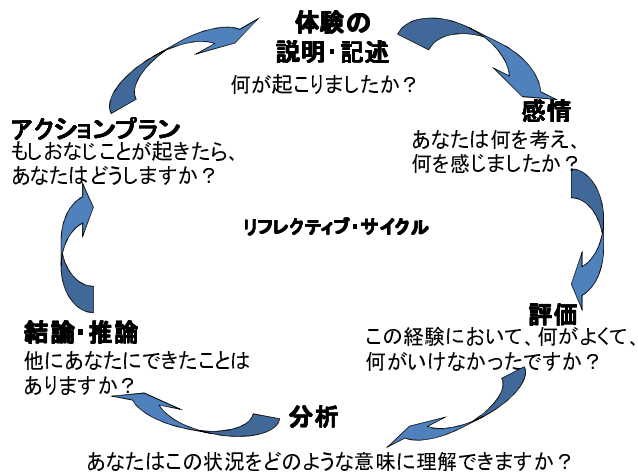 体験の
説明・記述
何が起こりましたか？
感情
あなたは何を考え、
何を感じましたか？
評価
この経験において、何がよくて、
何がいけなかったですか？
分析
あなたはこの状況をどのような意味に理解できますか？
結論・推論
他にあなたにできたことは
ありますか？
アクションプラン
もしおなじことが起きたら、
あなたはどうしますか？
リフレクティブ・サイクル